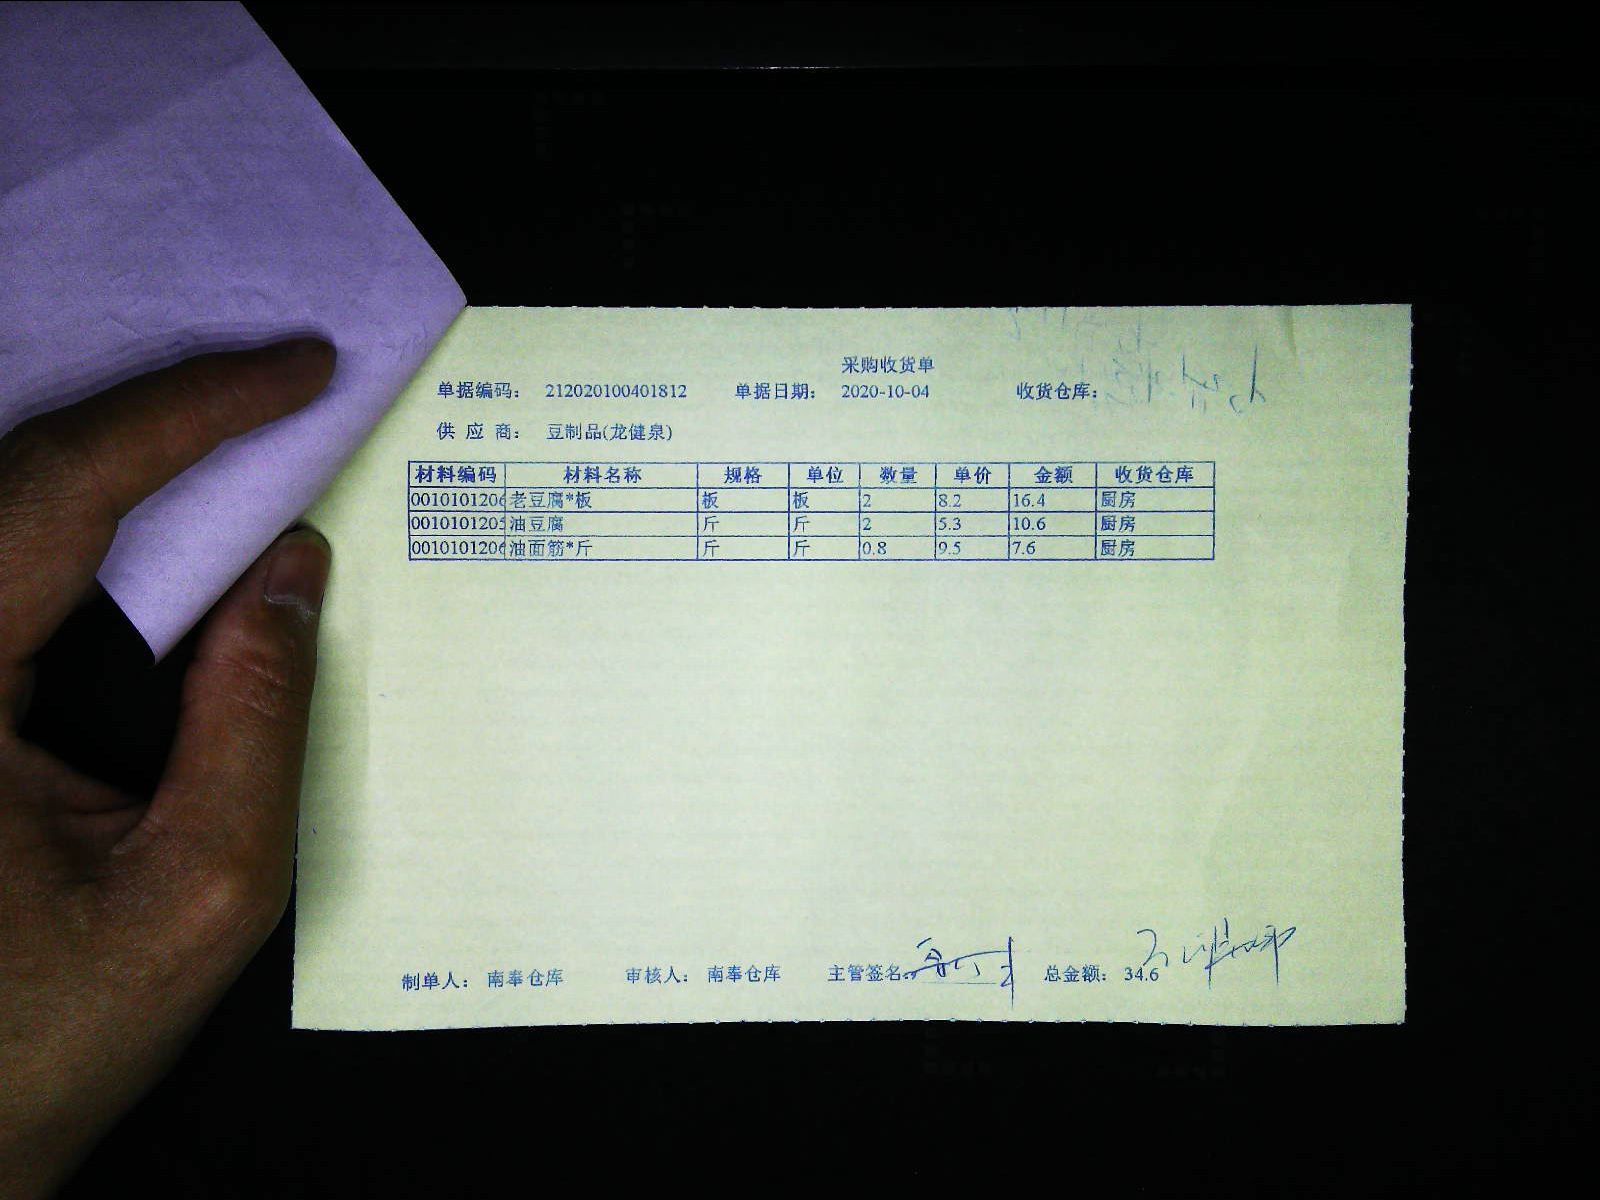 采购收货单
单据编码： 212020100401812 单据日期： 2020-10-04 收货仓库：
供 应 商： 豆制品(龙健泉)
材料编码 材料名称 规格 单位 数量 单价 金额 收货仓库
0010101206 老豆腐*板 板 板 2 8.2 16.4 厨房
0010101205 油豆腐 斤 斤 2 5.3 10.6 厨房
0010101206 油面筋*斤 斤 斤 0.8 9.5 7.6 厨房
制单人： 南奉仓库 审核人： 南奉仓库 主管签名： 总金额： 34.6